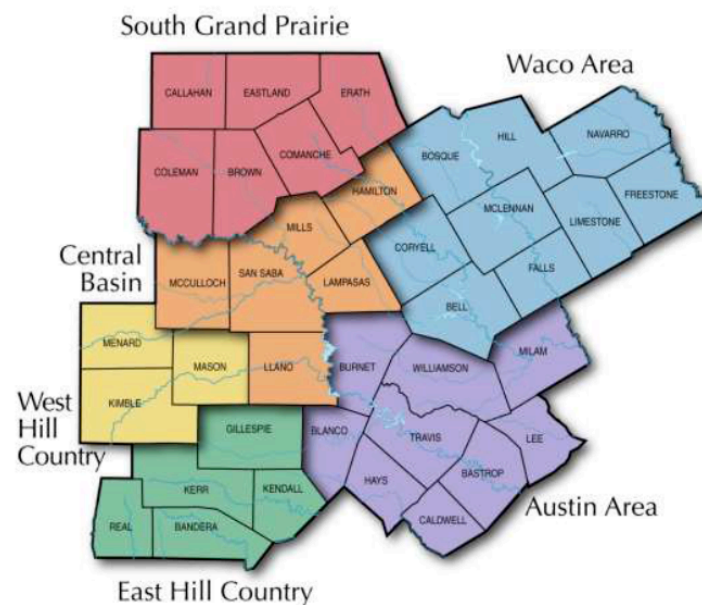 South Grand Prairie
Waco Area
CALLAHAN
EASTLAND
ERATH
COLEMAN
BROWN
COMANCHE
HILL
NAVARRO
BOSQUE
FREESTONE
MCLENNAN
LIMESTONE
HAMILTON
CORYELL
FALLS
BELL
MILLS
Central
Basin
MCCULLOCH
SAN SABA
LAMPASAS
LLANO
MENARD
MASON
KIMBLE
West
Hill
Country
BURNET
WILLIAMSON
MILAM
BLANCO
TRAVIS
LEE
HAYS
BASTROP
CALDWELL
Austin Area
GILLESPIE
KERR
KENDALL
REAL
BANDERA
East Hill Country